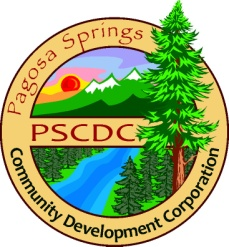 Pagosa Springs
PSCDC
Community Development Corporation